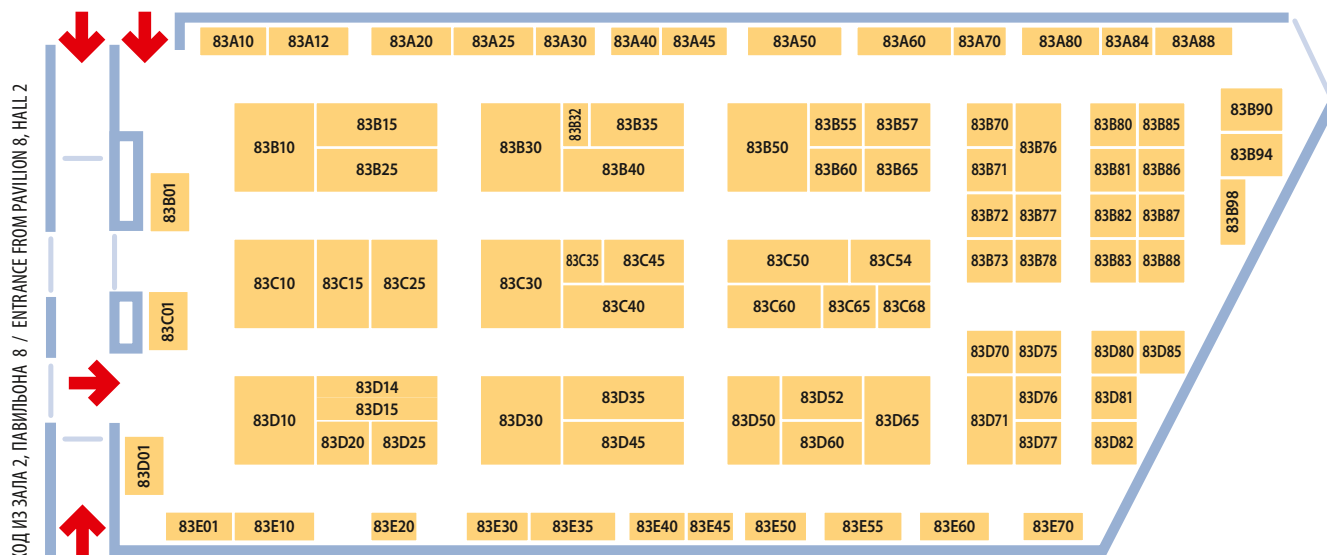 83A10 83A12 83A20 83A25 83A30 83A40 83A45 83A50 83A60 83A70 83A80 83A84 83A88
83B90
83B15 83B32 83B35 83B55 83B57 83B70 83B80 83B85
83B10 83B30 83B50 83B76
83B25 83B40 83B60 83B65 83B71 83B81 83B86 83B94
83B01
83B72 83B77 83B82 83B87 83B98
83C35 83C45 83C50 83C54 83B73 83B78 83B83 83B88
83C10 83C15 83C25 83C30
83C40 83C60 83C65 83C68
83C01
83D70 83D75 83D80 83D85
83D14 83D35 83D52 83D76 83D81
83D15
83D10 83D30 83D50 83D65 83D71
83D20 83D25 83D45 83D60 83D77 83D82
83D01
83E01 83E10 83E20 83E30 83E35 83E40 83E45 83E50 83E55 83E60 83E70
ИЗ ЗАЛА 2, ПАВИЛЬОНА 8 / ENTRANCE FROM PAVILION 8, HALL 2